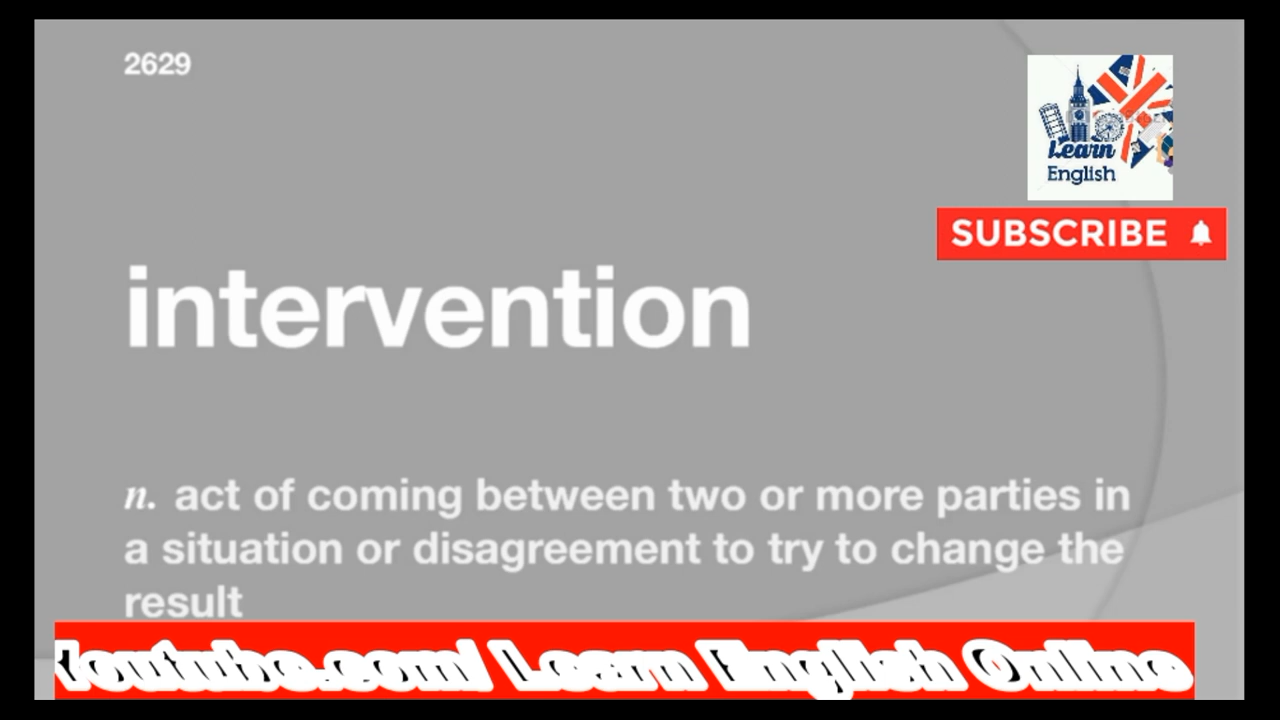 2629
Learn
English
SUBSCRIBE
intervention
n. act of coming between two or more parties in
a situation or disagreement to try to change the
result
Youtube.com/ Learn English Online